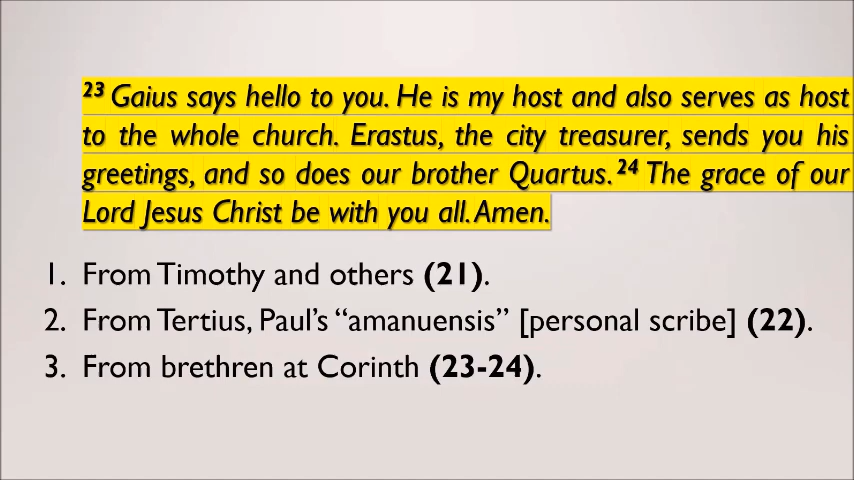 23 Gaius says hello to you. He is my host and also serves as host
to the whole church. Erastus, the city treasurer, sends you his
greetings, and so does our brother Quartus. 24 The grace of our
Lord Jesus Christ be with you all. Amen.
1. From Timothy and others (21).
2. From Tertius, Paul’s “amanuensis” [personal scribe] (22).
3. From brethren at Corinth (23-24).